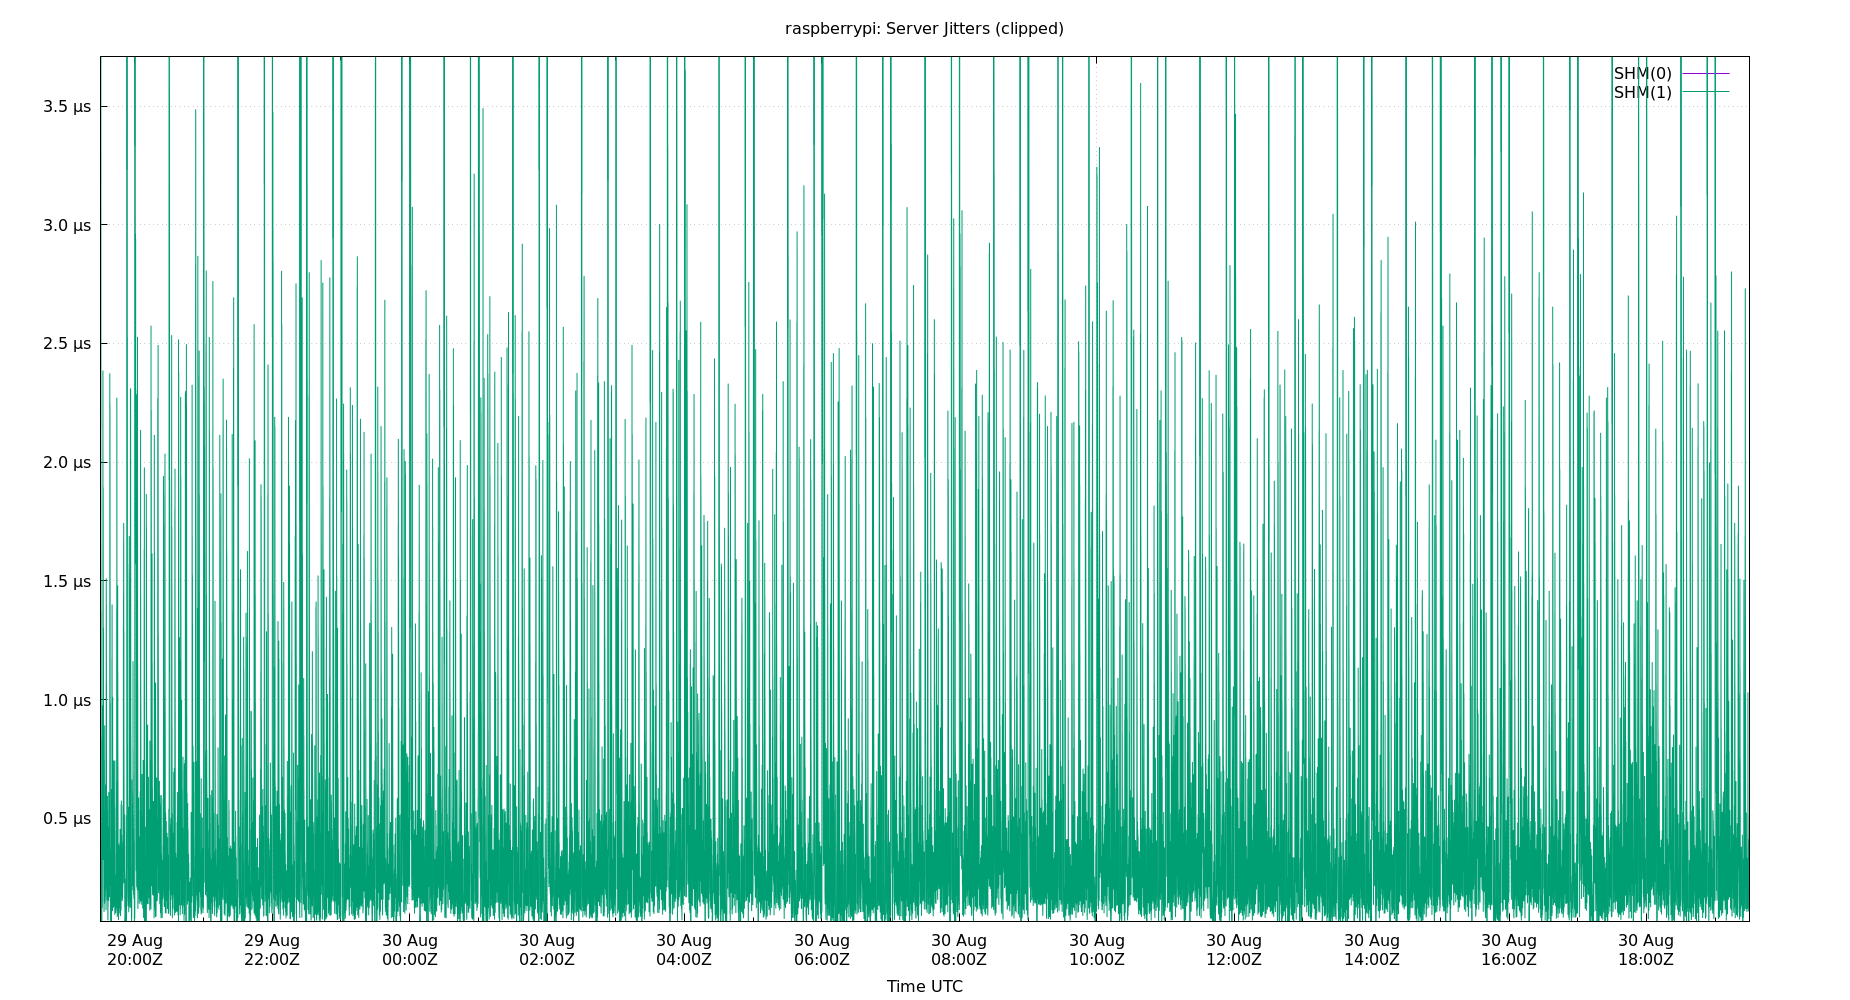 raspberrypi: Server Jitters (clipped)
SHM(0)
SHM(1)
3.5 µs
3.0 µs
2.5 µs
2.0 µs
1.5 µs
1.0 µs
0.5 µs
29 Aug 29 Aug 30 Aug 30 Aug 30 Aug 30 Aug 30 Aug 30 Aug 30 Aug 30 Aug 30 Aug 30 Aug
20:00Z 22:00Z 00:00Z 02:00Z 04:00Z 06:00Z 08:00Z 10:00Z 12:00Z 14:00Z 16:00Z 18:00Z
Time UTC